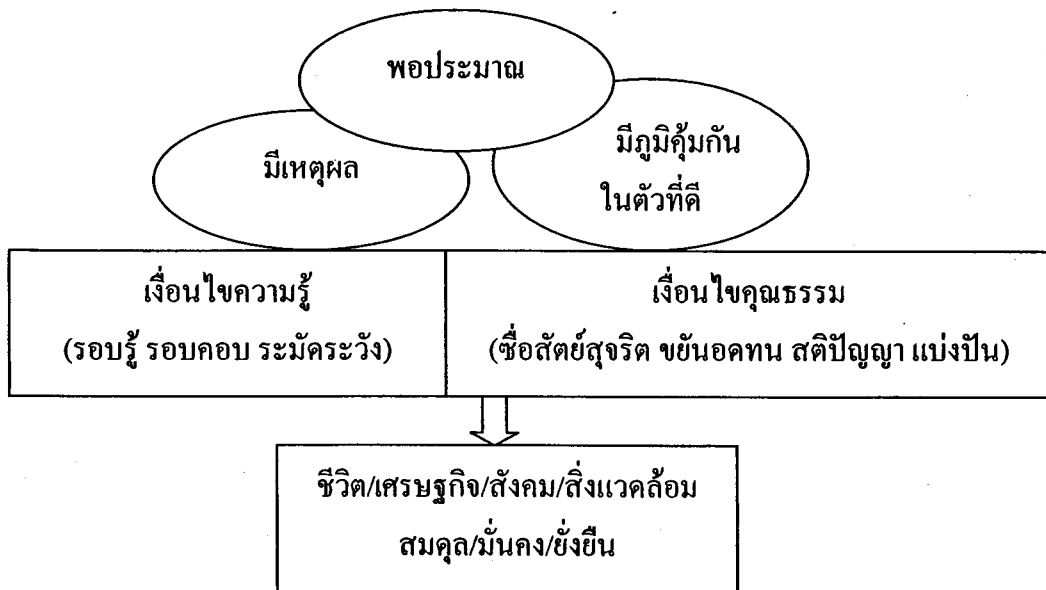 พอประมาณ
มีเหตุผล
มีภูมิคุ้มกัน
ในตัวที่ดี
เงื่อนไขความรู้
(รอบรู้ รอบคอบ ระมัดระวัง)
เงื่อนไขคุณธรรม
(ซื่อสัตย์สุจริต ขยันอดทน สติปัญญา แบ่งปัน)
ชีวิต/เศรษฐกิจ/สังคม/สิ่งแวดล้อม
สมดุล/มั่นคง/ยั่งยืน